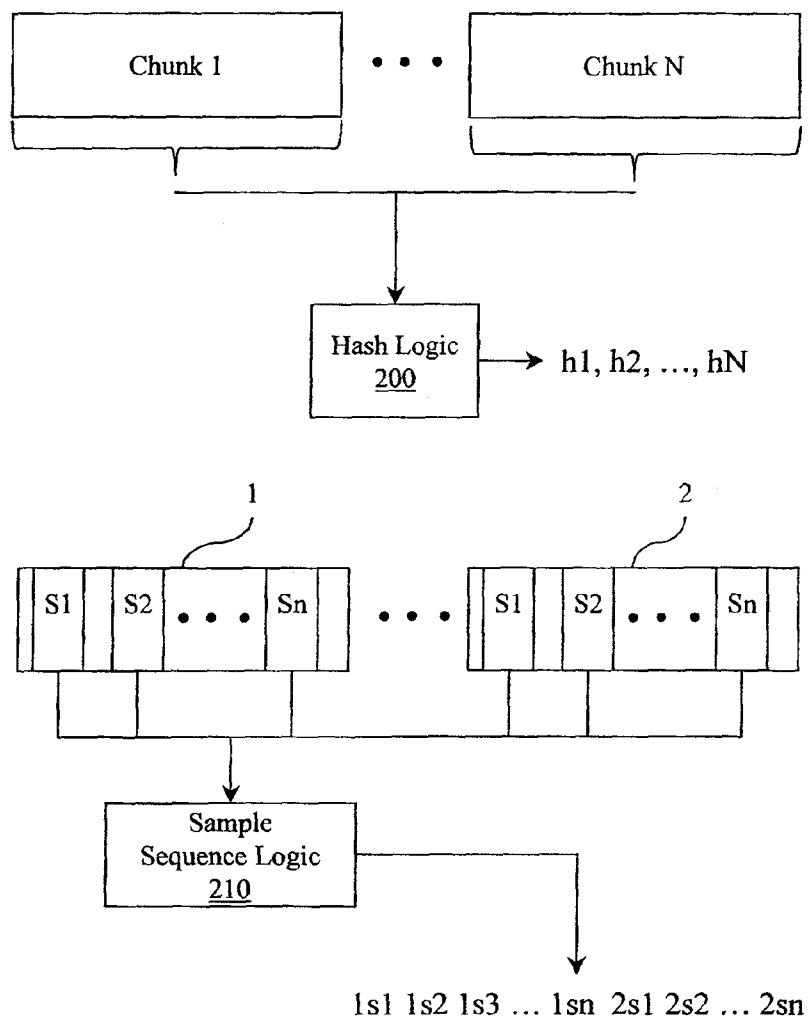 Chunk 1 • • • Chunk N
Hash Logic
200
h1, h2, ..., hN
1 2
S1 S2 • • • Sn • • • S1 S2 • • • Sn
Sample
Sequence Logic
210
1s1 1s2 1s3 ... 1sn 2s1 2s2 ... 2sn